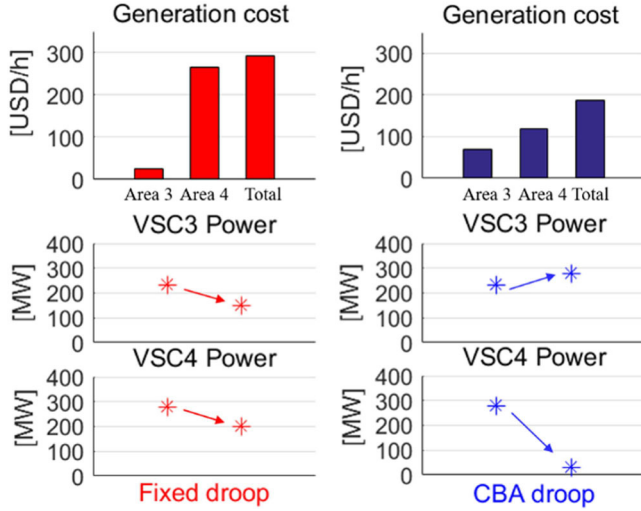 Generation cost
[USD/h]
300
200
100
0
Area 3 Area 4 Total
VSC3 Power
[MW]
400
300
200
100
0
VSC4 Power
[MW]
400
300
200
100
0
Fixed droop
Generation cost
[USD/h]
300
200
100
0
Area 3 Area 4 Total
VSC3 Power
[MW]
400
300
200
100
0
VSC4 Power
[MW]
400
300
200
100
0
CBA droop